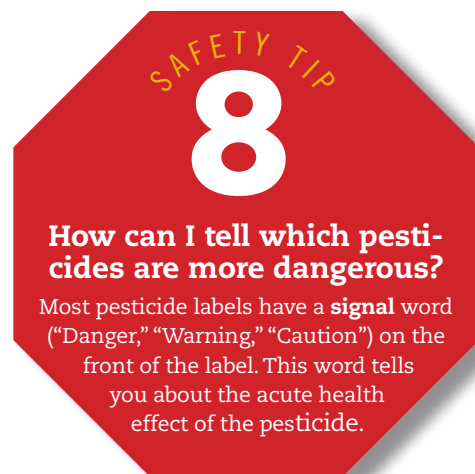 SAFETY TIP
8
How can I tell which pesti-
cides are more dangerous?
Most pesticide labels have a signal word
(“Danger,” “Warning,” “Caution”) on the
front of the label. This word tells
you about the acute health
effect of the pesticide.